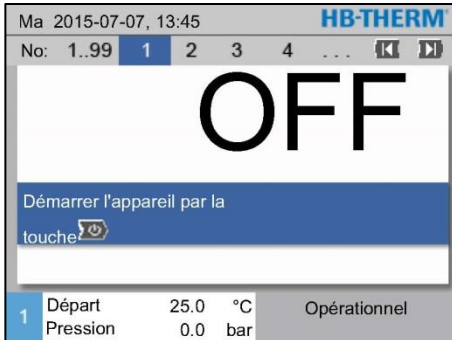 Ma 2015-07-07, 13:45 HB-THERM
No: 1..99 1 2 3 4 ...
OFF
Démarrer l'appareil par la
touche
1 Départ 25.0 °C Opérationnel
Pression 0.0 bar